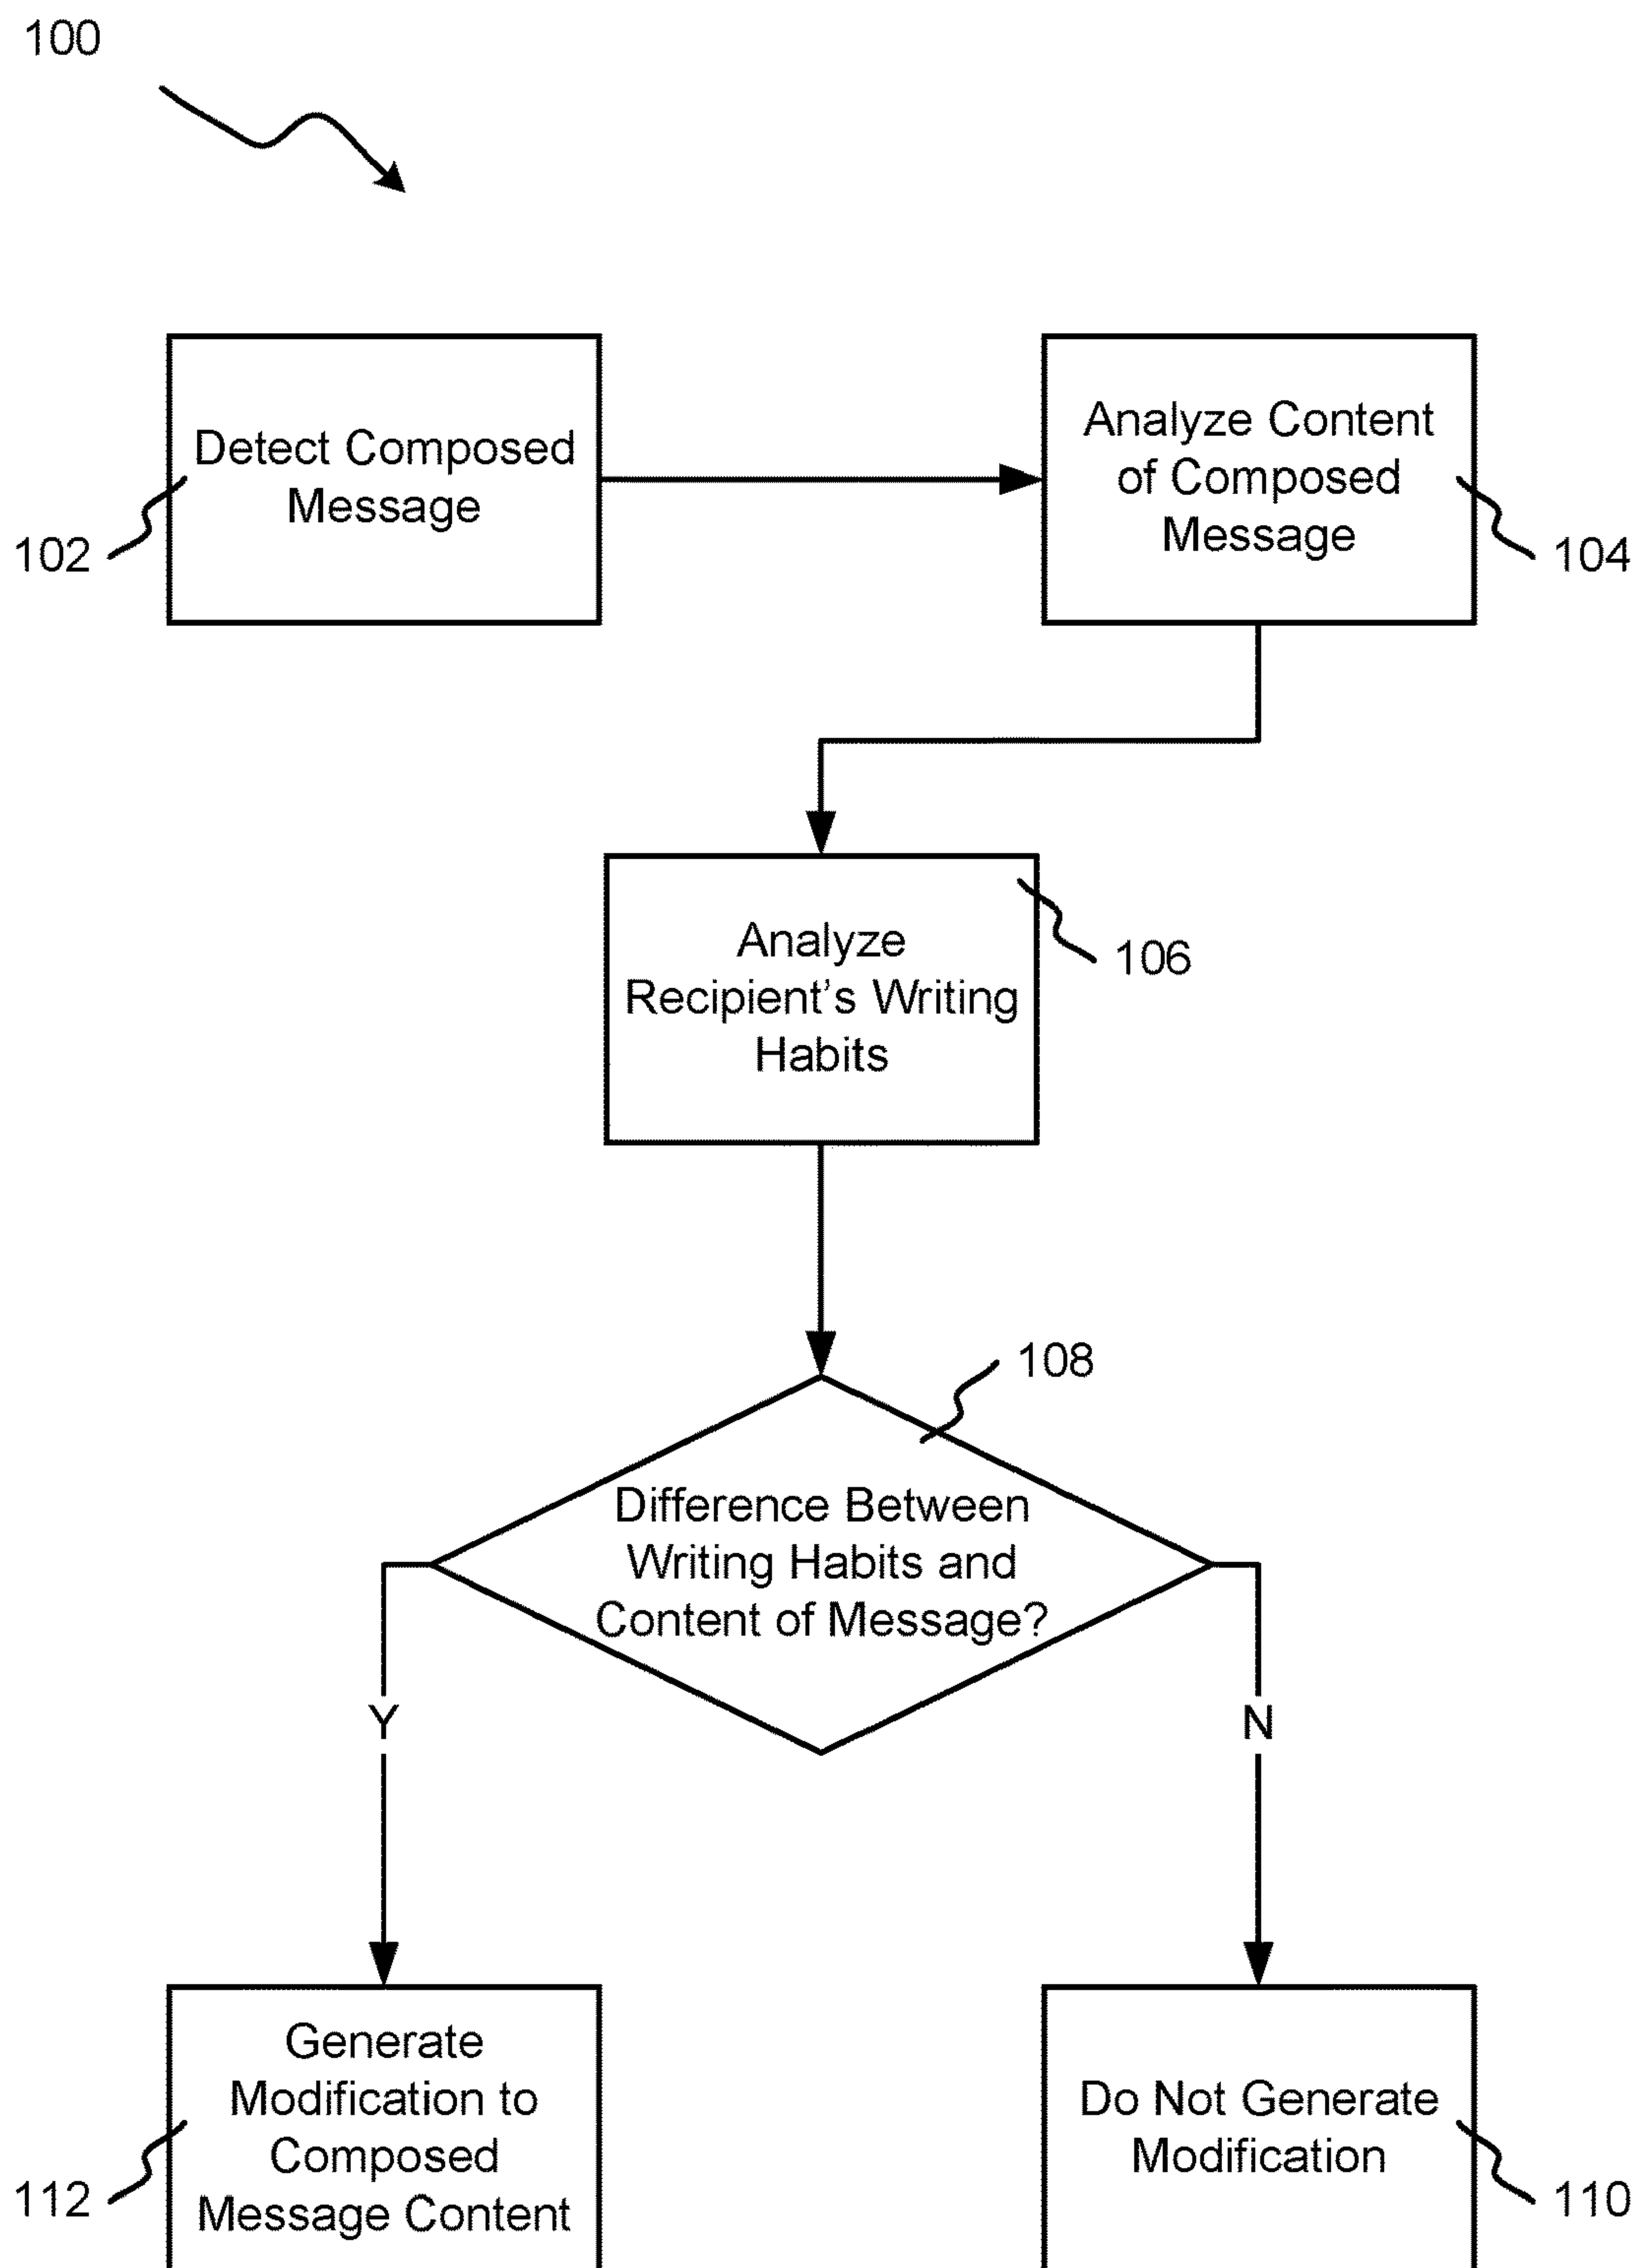 100
Detect Composed
Message
102
Analyze Content
of Composed
Message
104
Analyze
Recipient's Writing
Habits
106
108
Difference Between
Writing Habits and
Content of Message?
Y
N
Generate
Modification to
Composed
Message Content
112
Do Not Generate
Modification
110